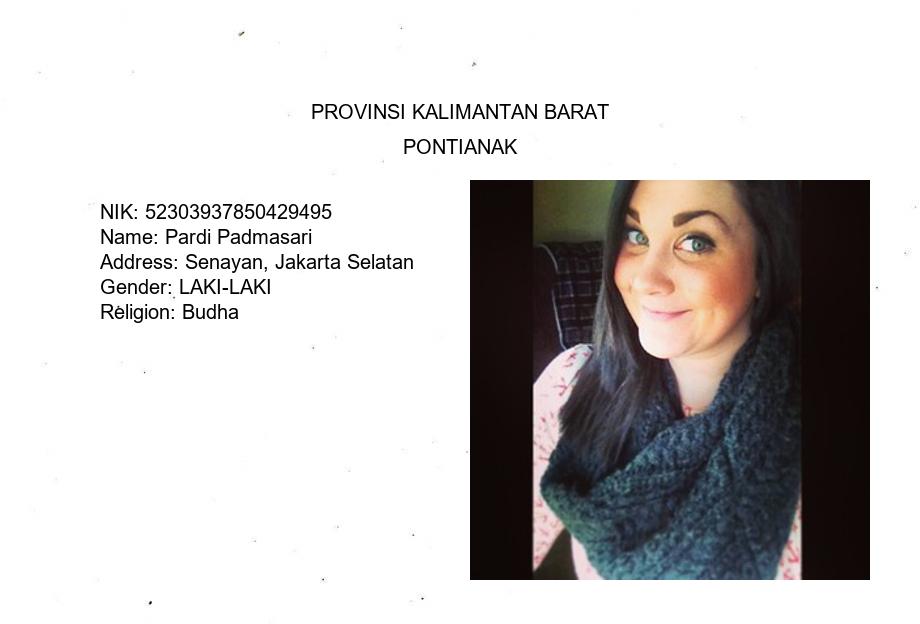 PROVINSI KALIMANTAN BARAT
PONTIANAK
NIK: 52303937850429495
Name: Pardi Padmasari
Address: Senayan, Jakarta Selatan
Gender: LAKI-LAKI
Religion: Budha